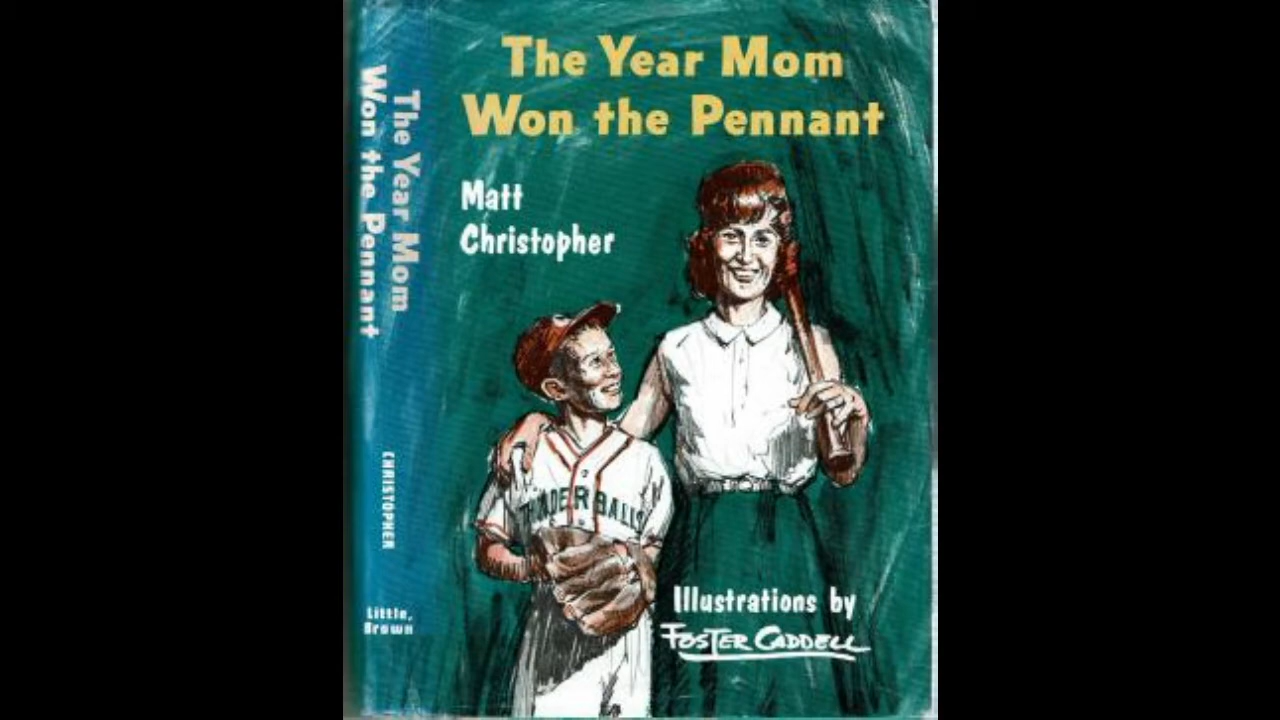 The Year Mom
Won the Pennant
Matt
Christopher
THUNDERBALLS
Illustrations by
FOSTER CADDELL
The Year Mom
Won the Pennant
CHRISTOPHER
Little,
Brown